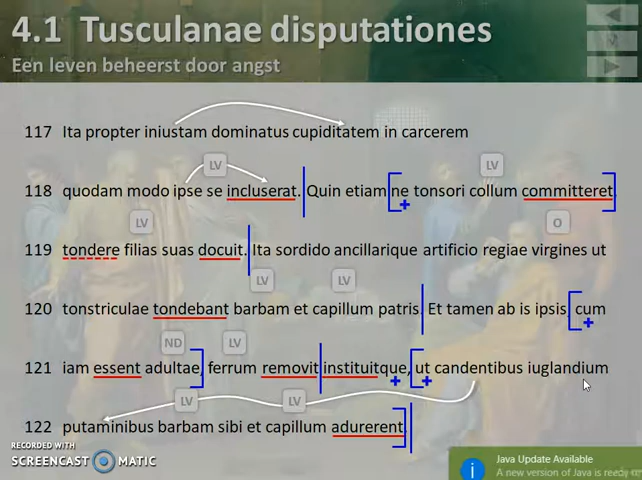 4.1 Tusculanae disputationes
Een leven beheerst door angst
117 Ita propter iniustam dominatus cupiditatem in carcerem
LV LV
118 quodam modo ipse se incluserat. Quin etiam ne tonsori collum committeret,
LV O
119 tondere filias suas docuit. Ita sordido ancillarique artificio regiae virgines ut
LV LV
120 tonstriculae tondebant barbam et capillum patris. Et tamen ab is ipsis, cum
ND LV
121 iam essent adultae, ferrum removit instituitque, ut candentibus iuglandium
LV LV
122 putaminibus barbam sibi et capillum adurerent.
RECORDED WITH
SCREENCAST MATIC
Java Update Available
A new version of Java is ready